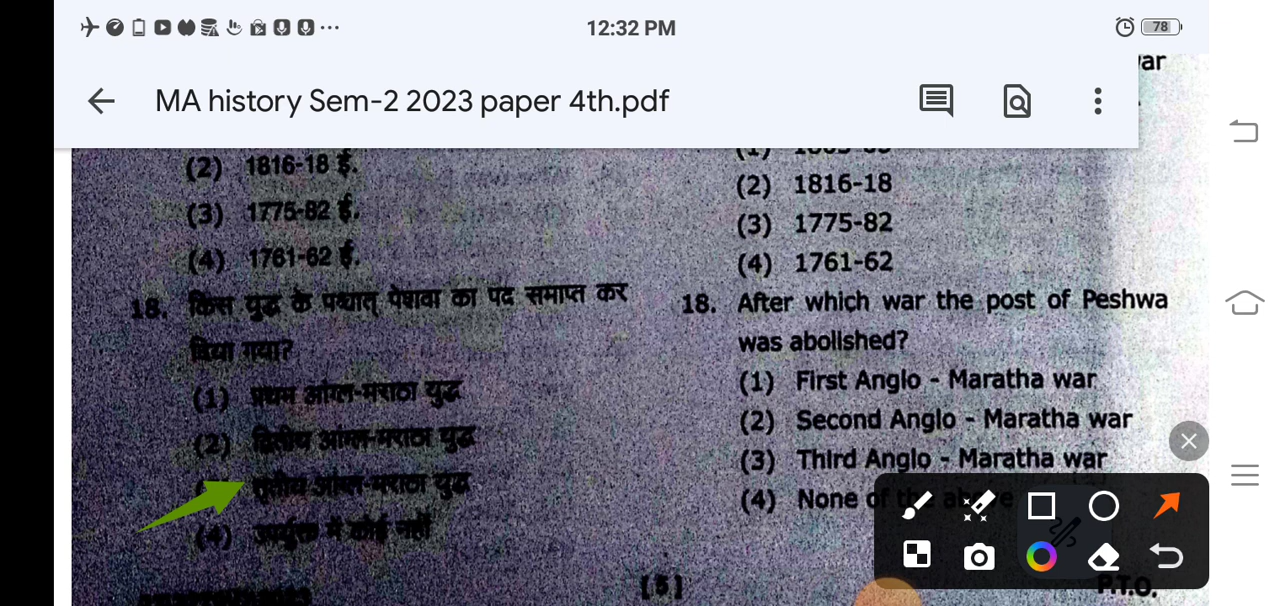 12:32 PM
78
MA history Sem-2 2023 paper 4th.pdf
(2) 1816-18 ई.
(3) 1775-82 ई.
(4) 1761-62 ई.
18. किस युद्ध के पश्चात् पेशवा का पद समाप्त कर
दिया गया?
(1) प्रथम आंग्ल-मराठा युद्ध
(2) द्वितीय आंग्ल-मराठा युद्ध
तृतीय आंग्ल-मराठा युद्ध
(4) उपर्युक्त में कोई नहीं
(2) 1816-18
(3) 1775-82
(4) 1761-62
18. After which war the post of Peshwa
was abolished?
(1) First Anglo - Maratha war
(2) Second Anglo - Maratha war
(3) Third Anglo - Maratha war
(4) None of the above
[5]
P.T.O.